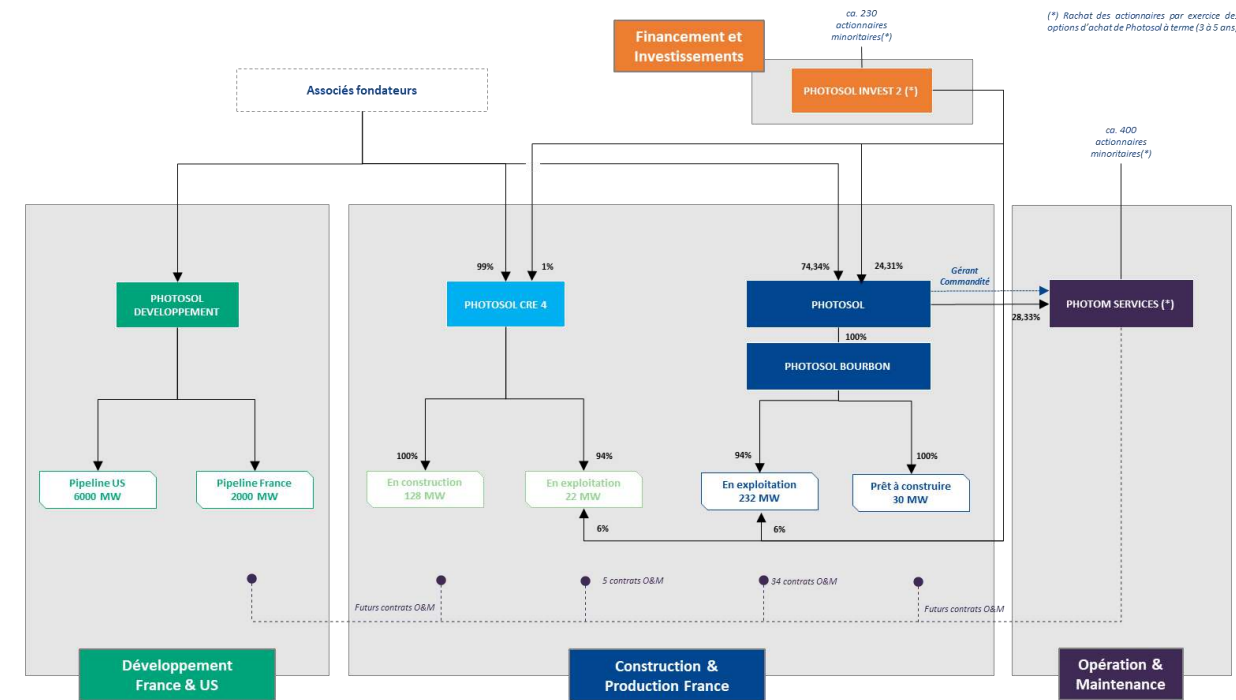 ca. 230
actionnaires
minoritaires(*)
(*) Rachat des actionnaires par exercice de
options d'achat de Photosol à terme (3 à 5 ans
Financement et
Investissements
Associés fondateurs
PHOTOSOL INVEST 2 (*)
ca. 400
actionnaires
minoritaires(*)
99%
1%
74,34%
24,31%
Gérant
Commandité
PHOTOSOL
DEVELOPPEMENT
PHOTOSOL CRE 4
PHOTOSOL
PHOTOM SERVICES (*)
28,33%
100%
PHOTOSOL BOURBON
100%
94%
94%
100%
Pipeline US
6000 MW
Pipeline France
2000 MW
En construction
128 MW
En exploitation
22 MW
En exploitation
232 MW
Prêt à construire
30 MW
6%
6%
5 contrats O&M
34 contrats O&M
Futurs contrats O&M
Futurs contrats O&M
Développement
France & US
Construction &
Production France
Opération &
Maintenance